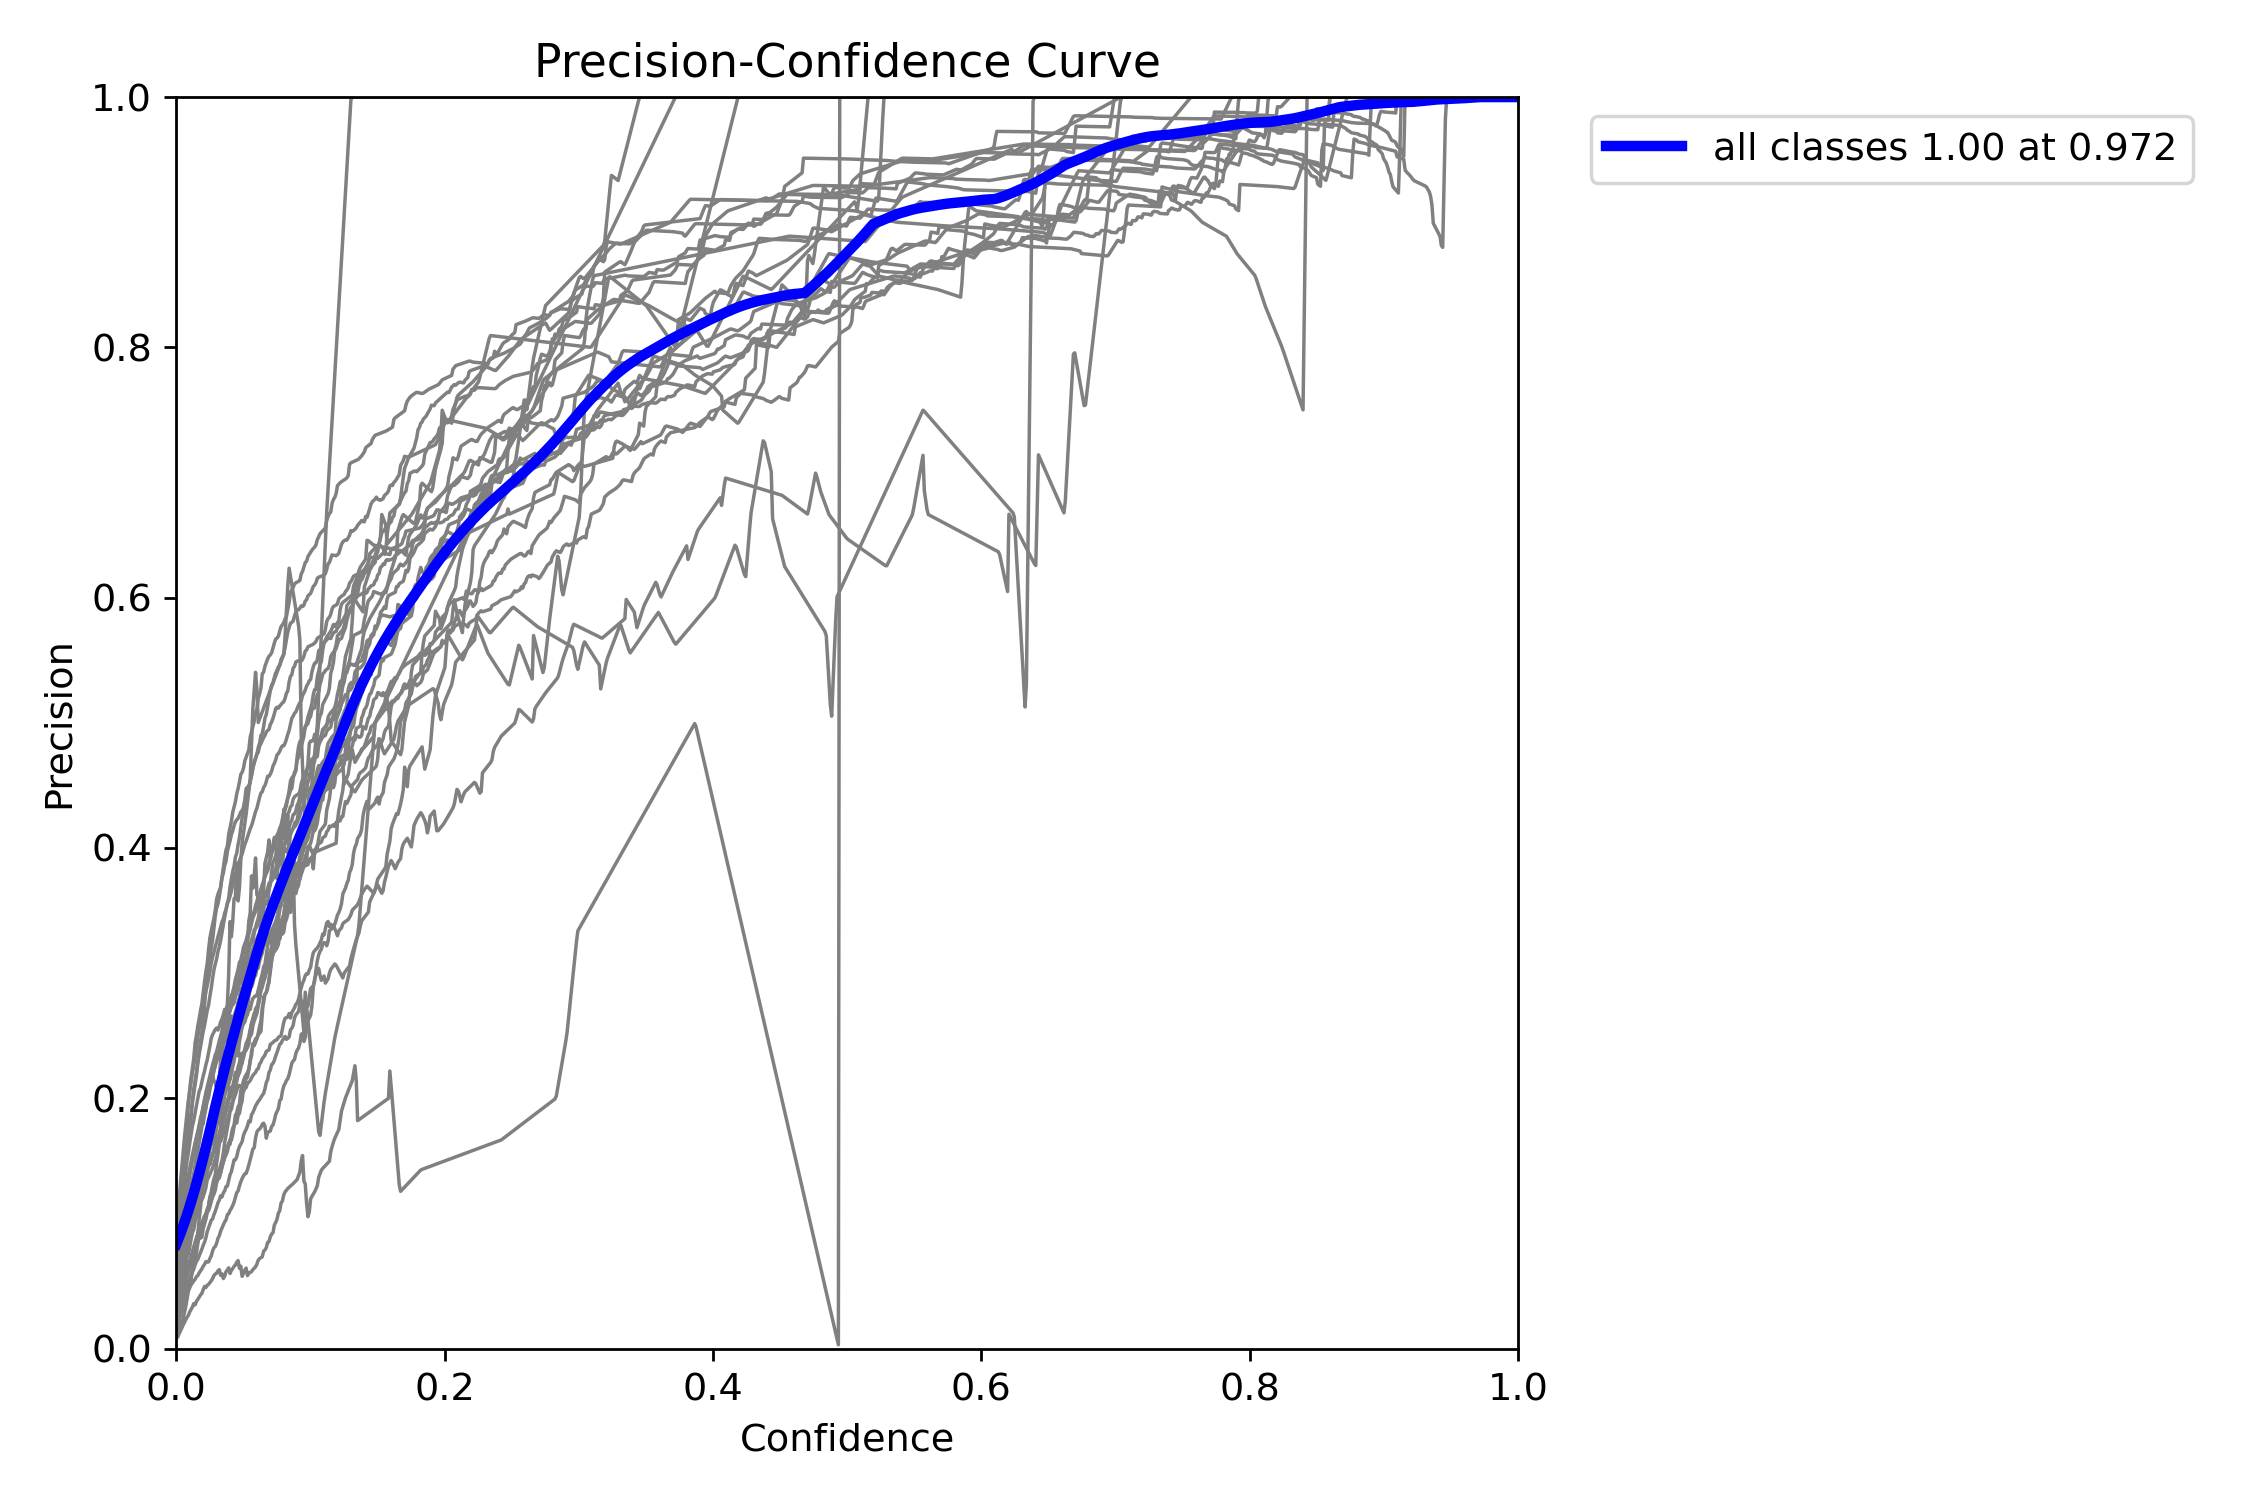 Precision-Confidence Curve
all classes 1.00 at 0.972
Precision
1.0
0.8
0.6
0.4
0.2
0.0
0.0 0.2 0.4 0.6 0.8 1.0
Confidence